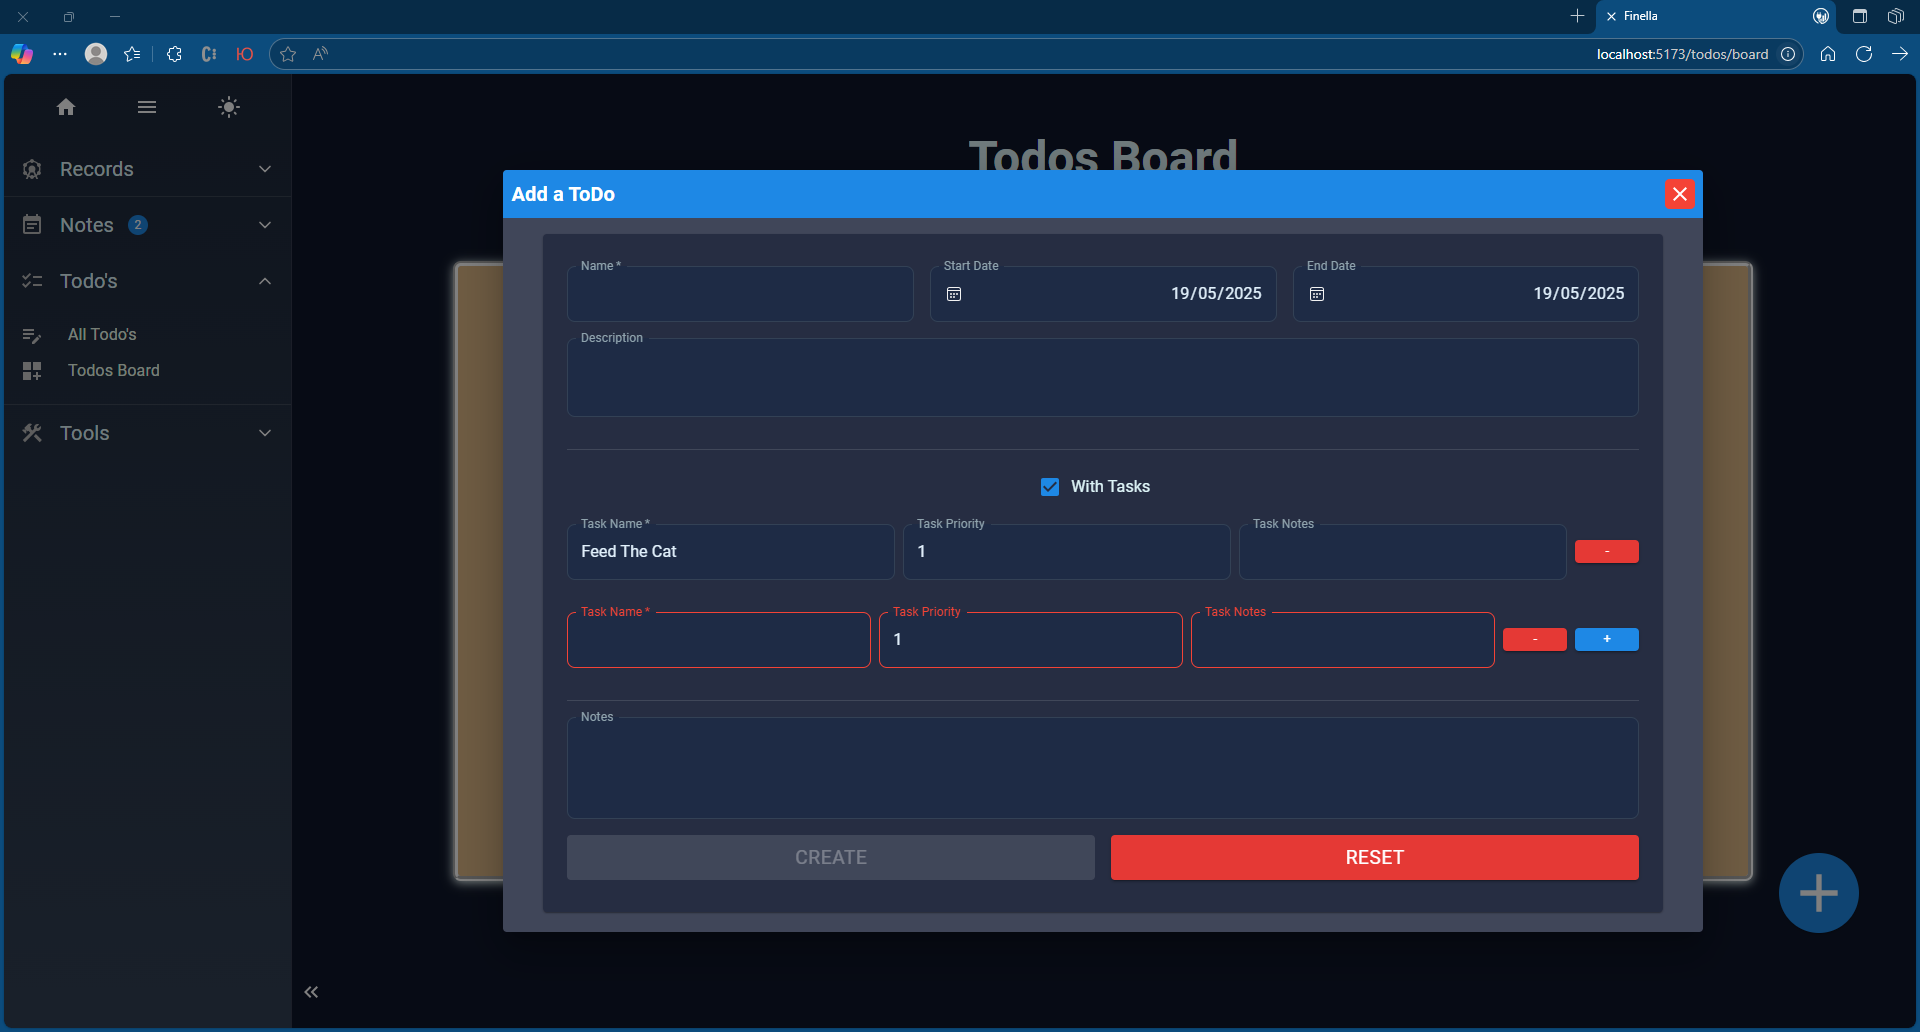 Finella
localhost:5173/todos/board
Records
Notes 2
Todo's
All Todo's
Todos Board
Tools
Todos Board
Add a ToDo
Name *
Start Date
19/05/2025
End Date
19/05/2025
Description
With Tasks
Task Name *
Feed The Cat
Task Priority
1
Task Notes
-
Task Name *
Task Priority
1
Task Notes
-
+
Notes
CREATE
RESET